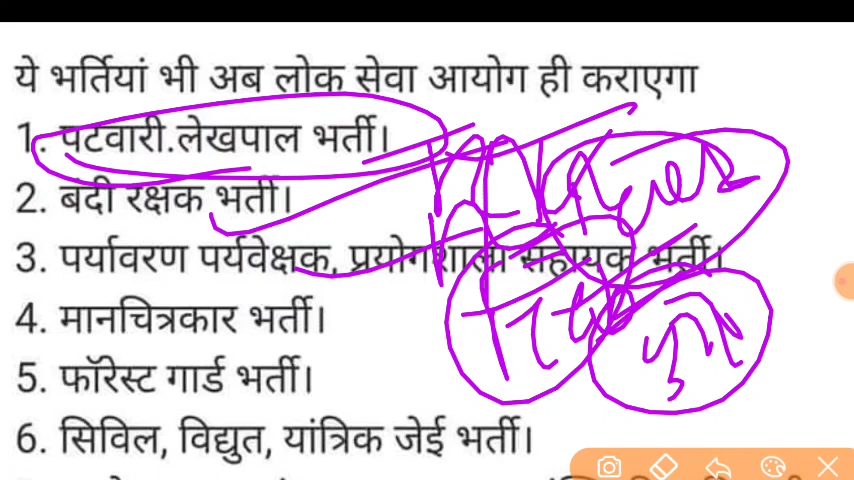 ये भर्तियां भी अब लोक सेवा आयोग ही कराएगा
1. पटवारी.लेखपाल भर्ती।
2. बंदी रक्षक भर्ती।
3. पर्यावरण पर्यवेक्षक, प्रयोगशाला सहायक भर्ती।
4. मानचित्रकार भर्ती।
5. फॉरेस्ट गार्ड भर्ती।
6. सिविल, विद्युत, यांत्रिक जेई भर्ती।